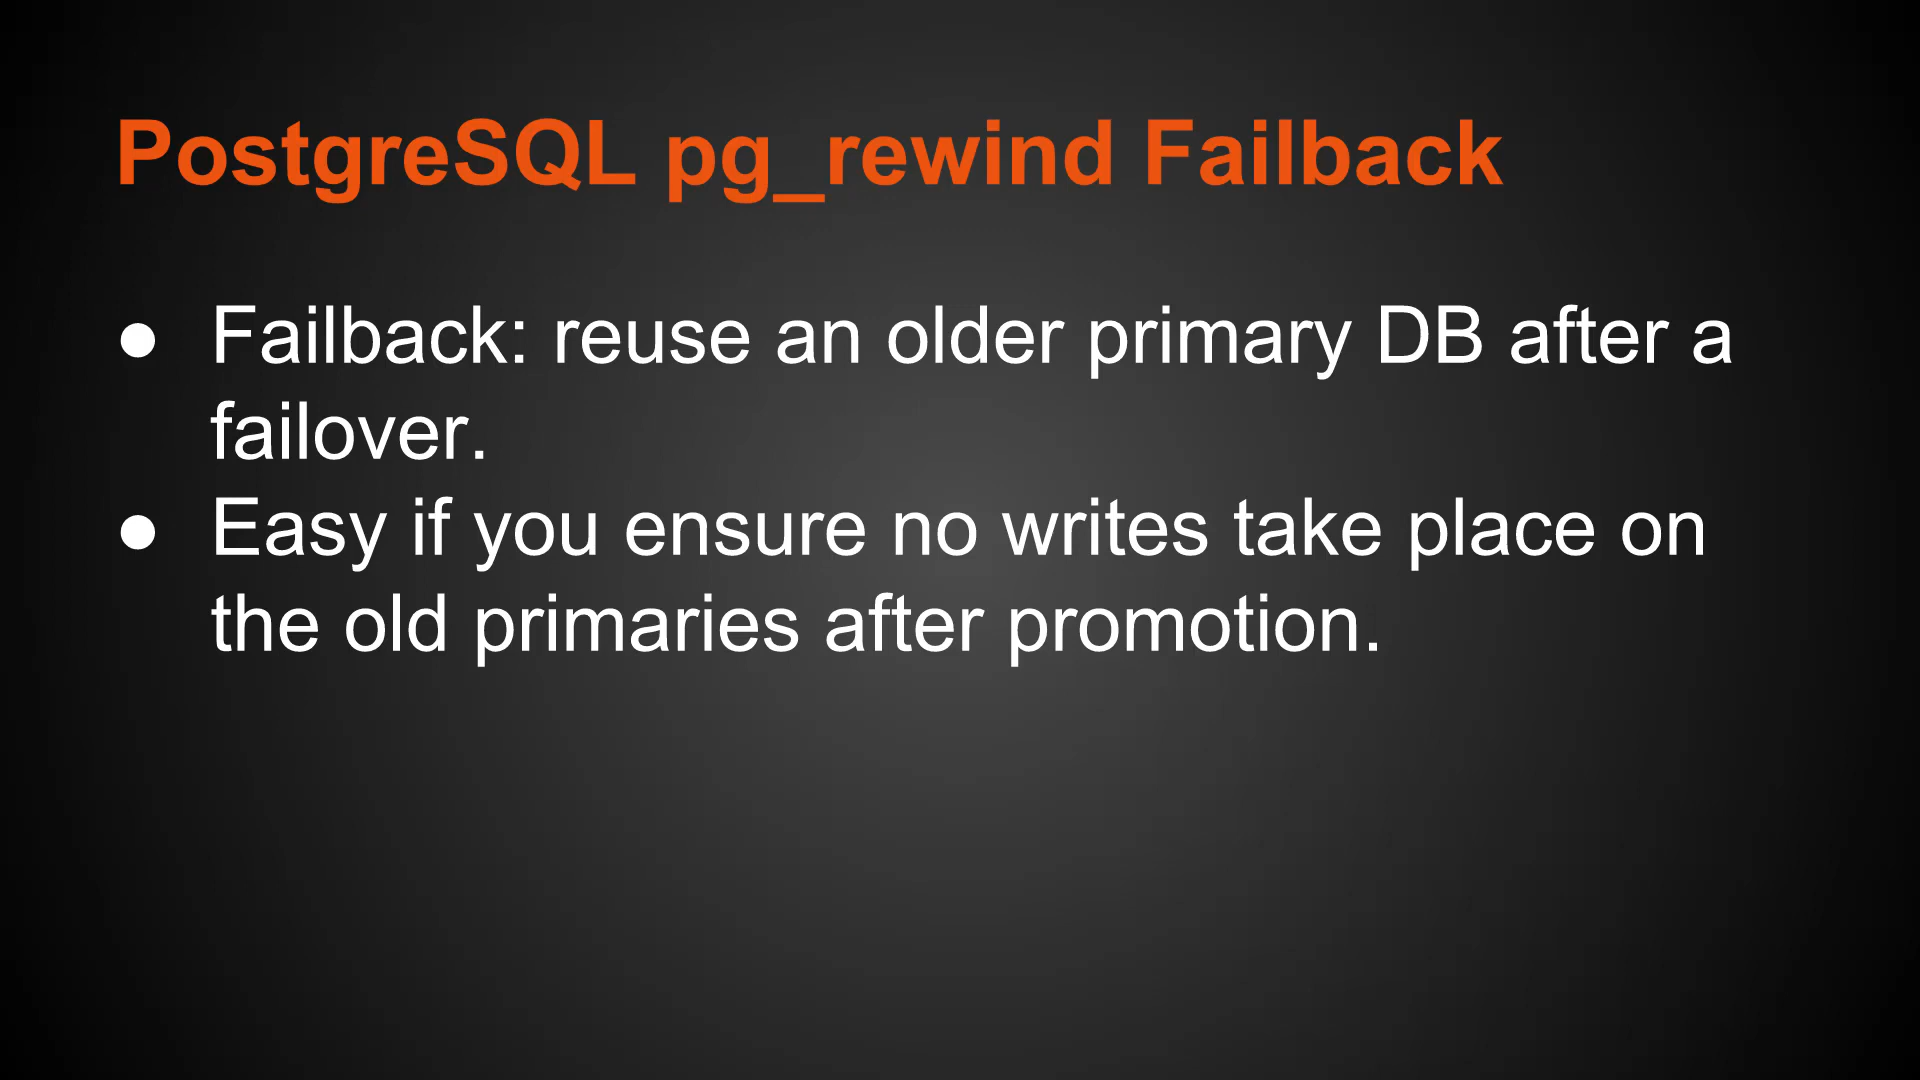 PostgreSQL pg_rewind Failback
● Failback: reuse an older primary DB after a
failover.
● Easy if you ensure no writes take place on
the old primaries after promotion.